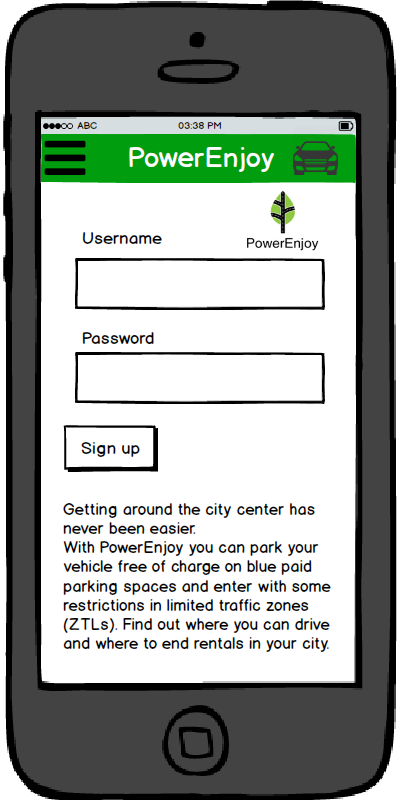 ABC 03:38 PM
PowerEnjoy
PowerEnjoy
Username
Password
Sign up
Getting around the city center has
never been easier.
With PowerEnjoy you can park your
vehicle free of charge on blue paid
parking spaces and enter with some
restrictions in limited traffic zones
(ZTLs). Find out where you can drive
and where to end rentals in your city.